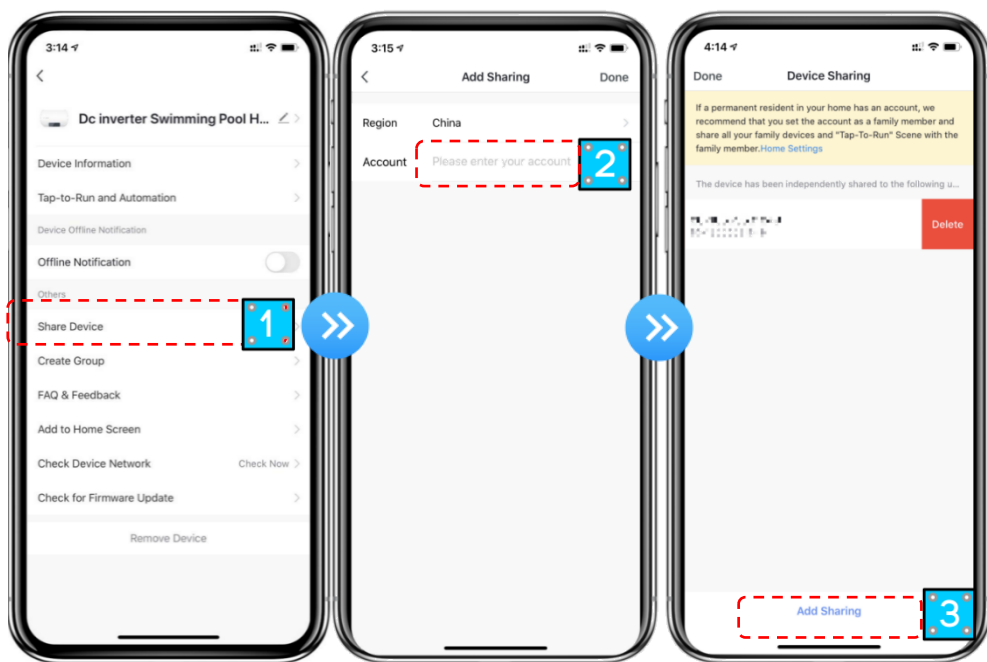 3:14
Dc inverter Swimming Pool H...
Device Information
Tap-to-Run and Automation
Device Offline Notification
Offline Notification
Others
Share Device
1
Create Group
FAQ & Feedback
Add to Home Screen
Check Device Network Check Now
Check for Firmware Update
Remove Device
3:15
Add Sharing Done
Region China
Account Please enter your account
2
4:14
Done Device Sharing
If a permanent resident in your home has an account, we
recommend that you set the account as a family member and
share all your family devices and "Tap-To-Run" Scene with the
family member.Home Settings
The device has been independently shared to the following u...
Delete
Add Sharing
3